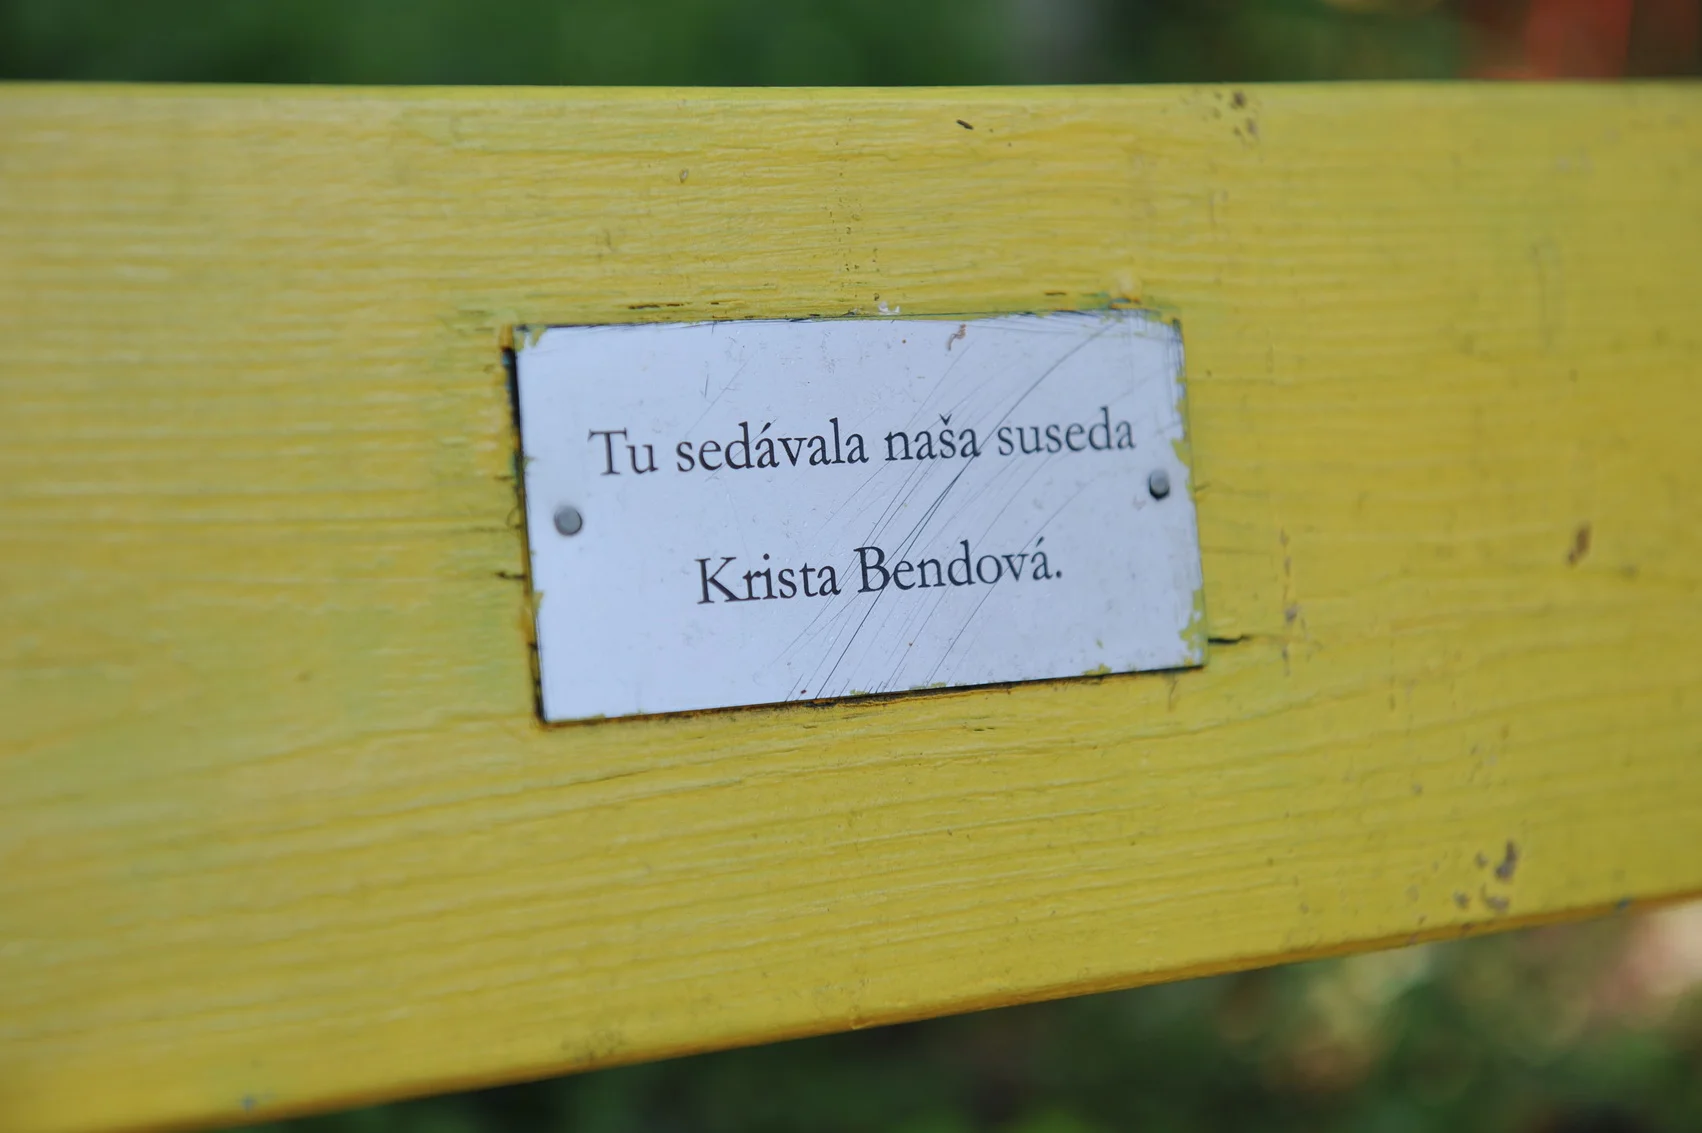 Tu sedávala naša suseda
Krista Bendová.